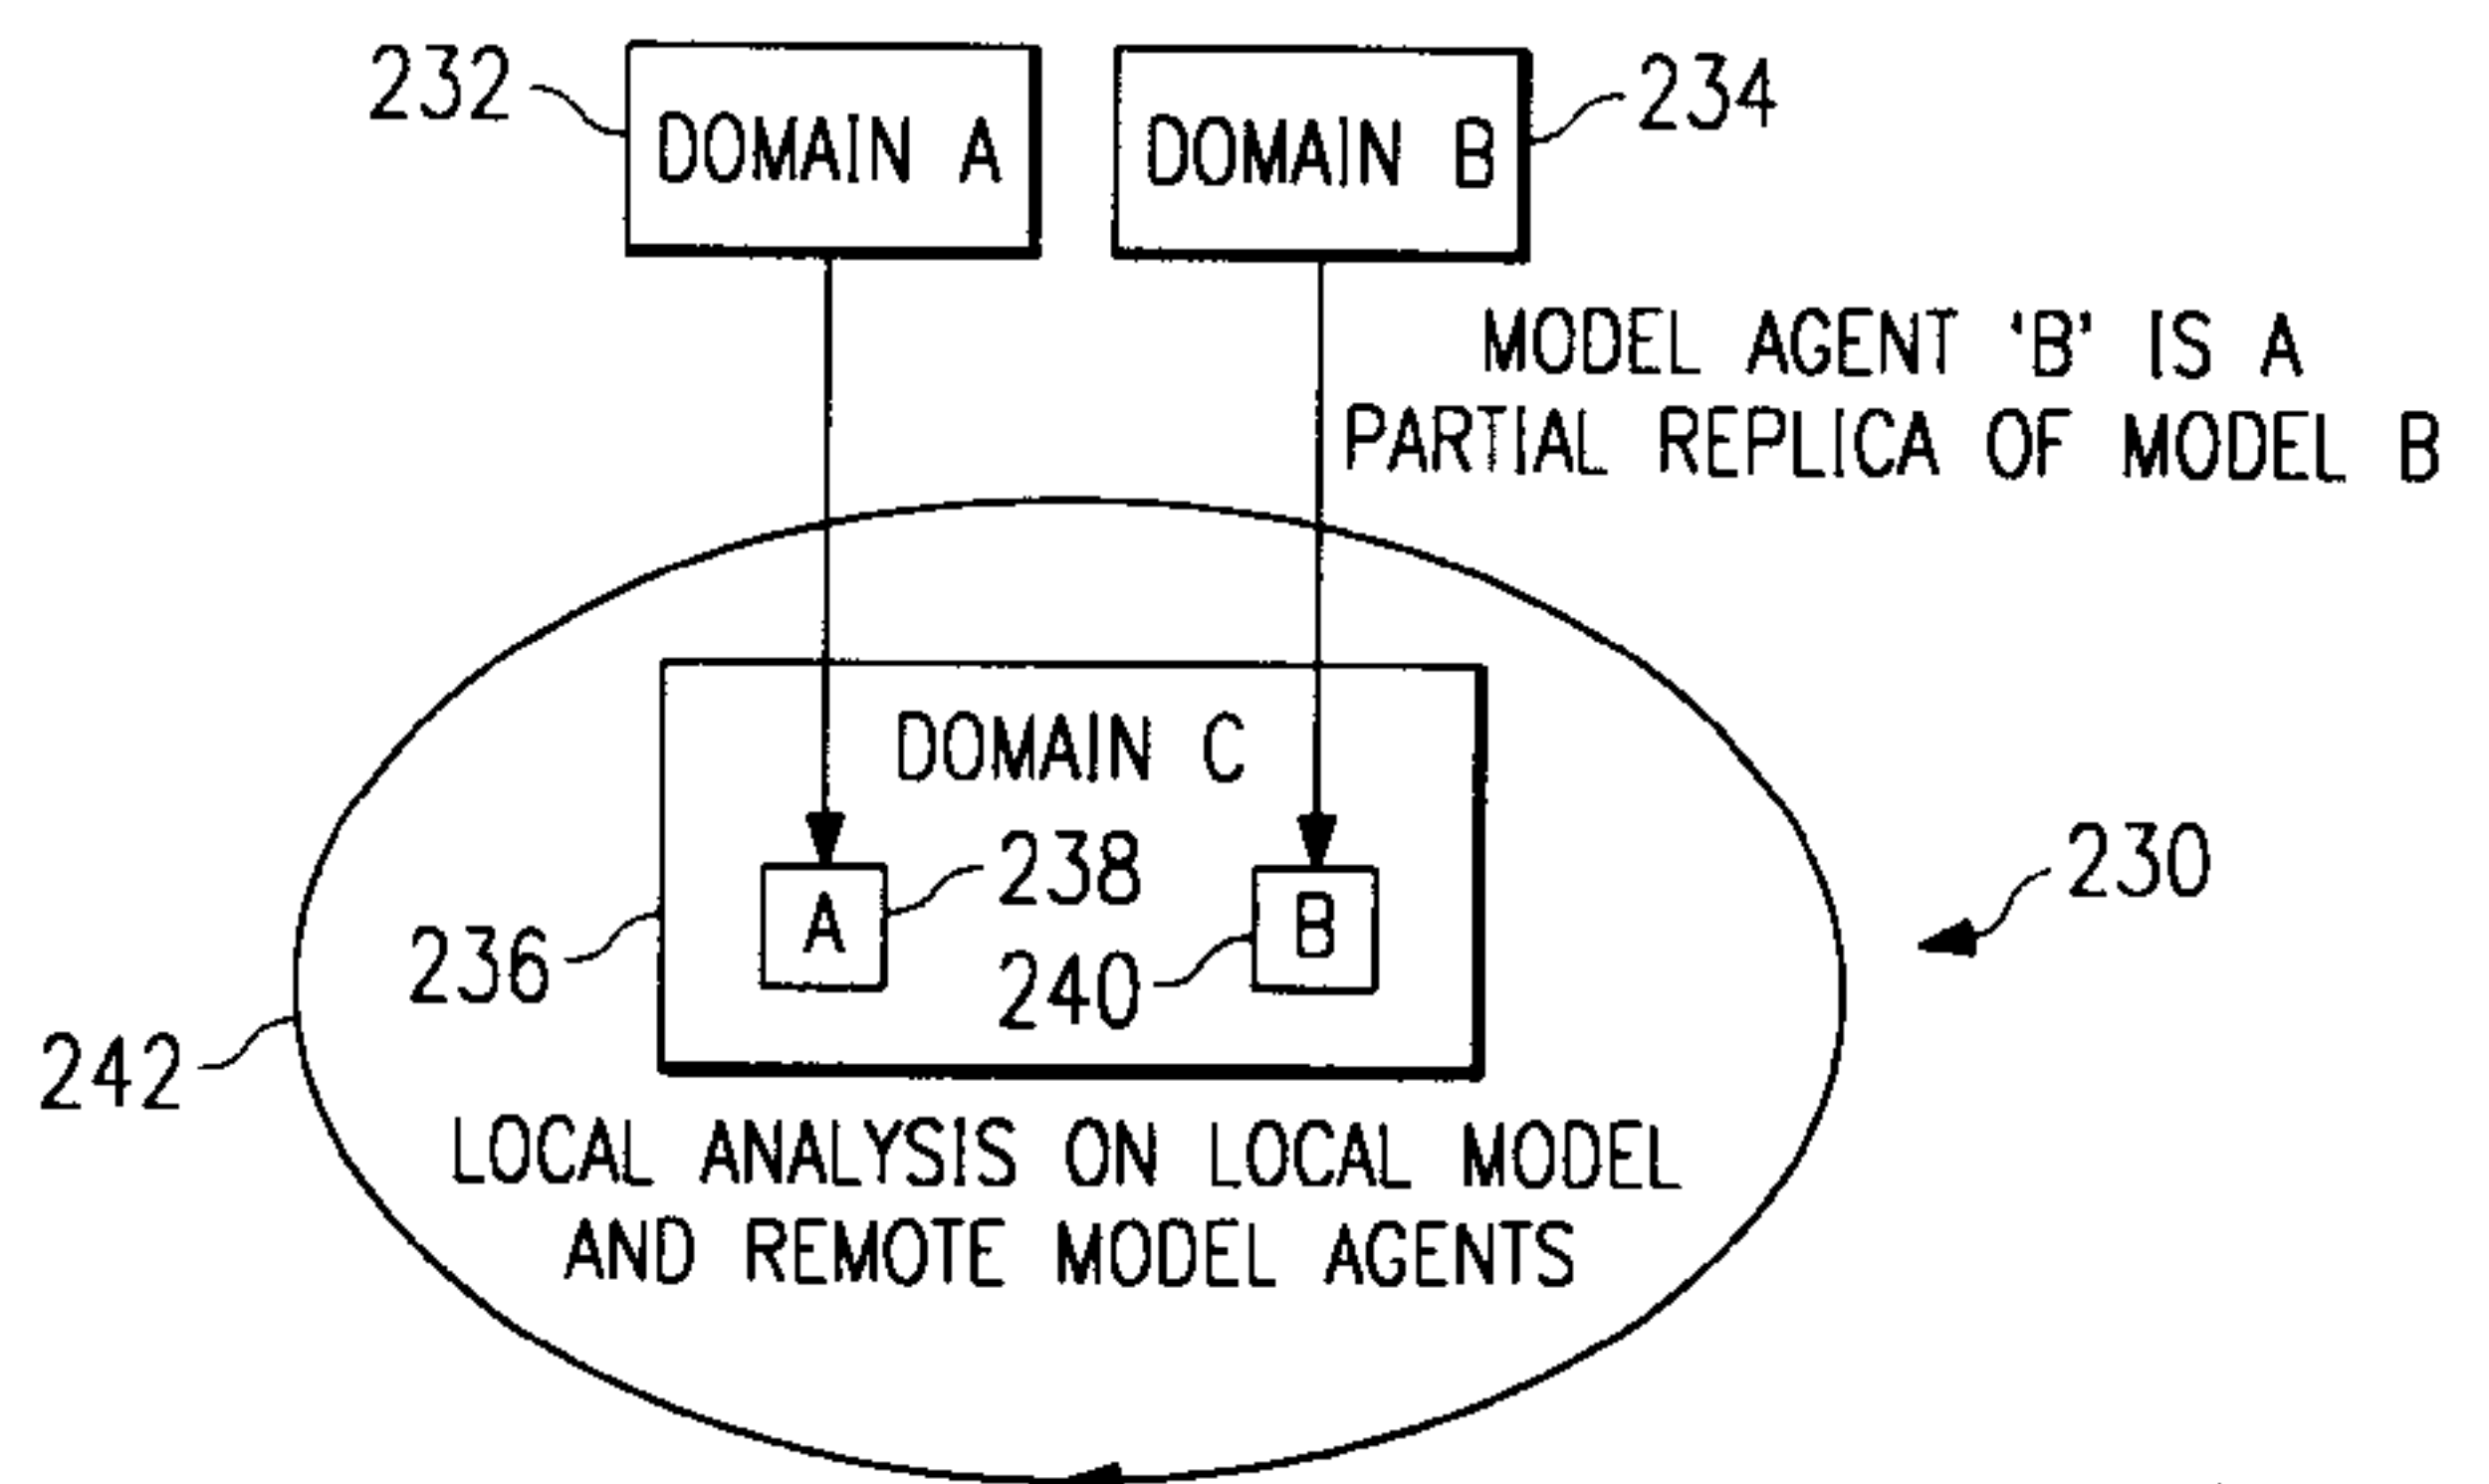 232
DOMAIN A
DOMAIN B
234
MODEL AGENT ‘B’ IS A
PARTIAL REPLICA OF MODEL B
DOMAIN C
A
238
B
240
236
230
242
LOCAL ANALYSIS ON LOCAL MODEL
AND REMOTE MODEL AGENTS